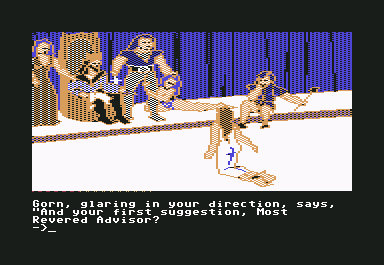 Gorn, glaring in your direction, says,
"And your first suggestion, Most
Revered Advisor?
->_